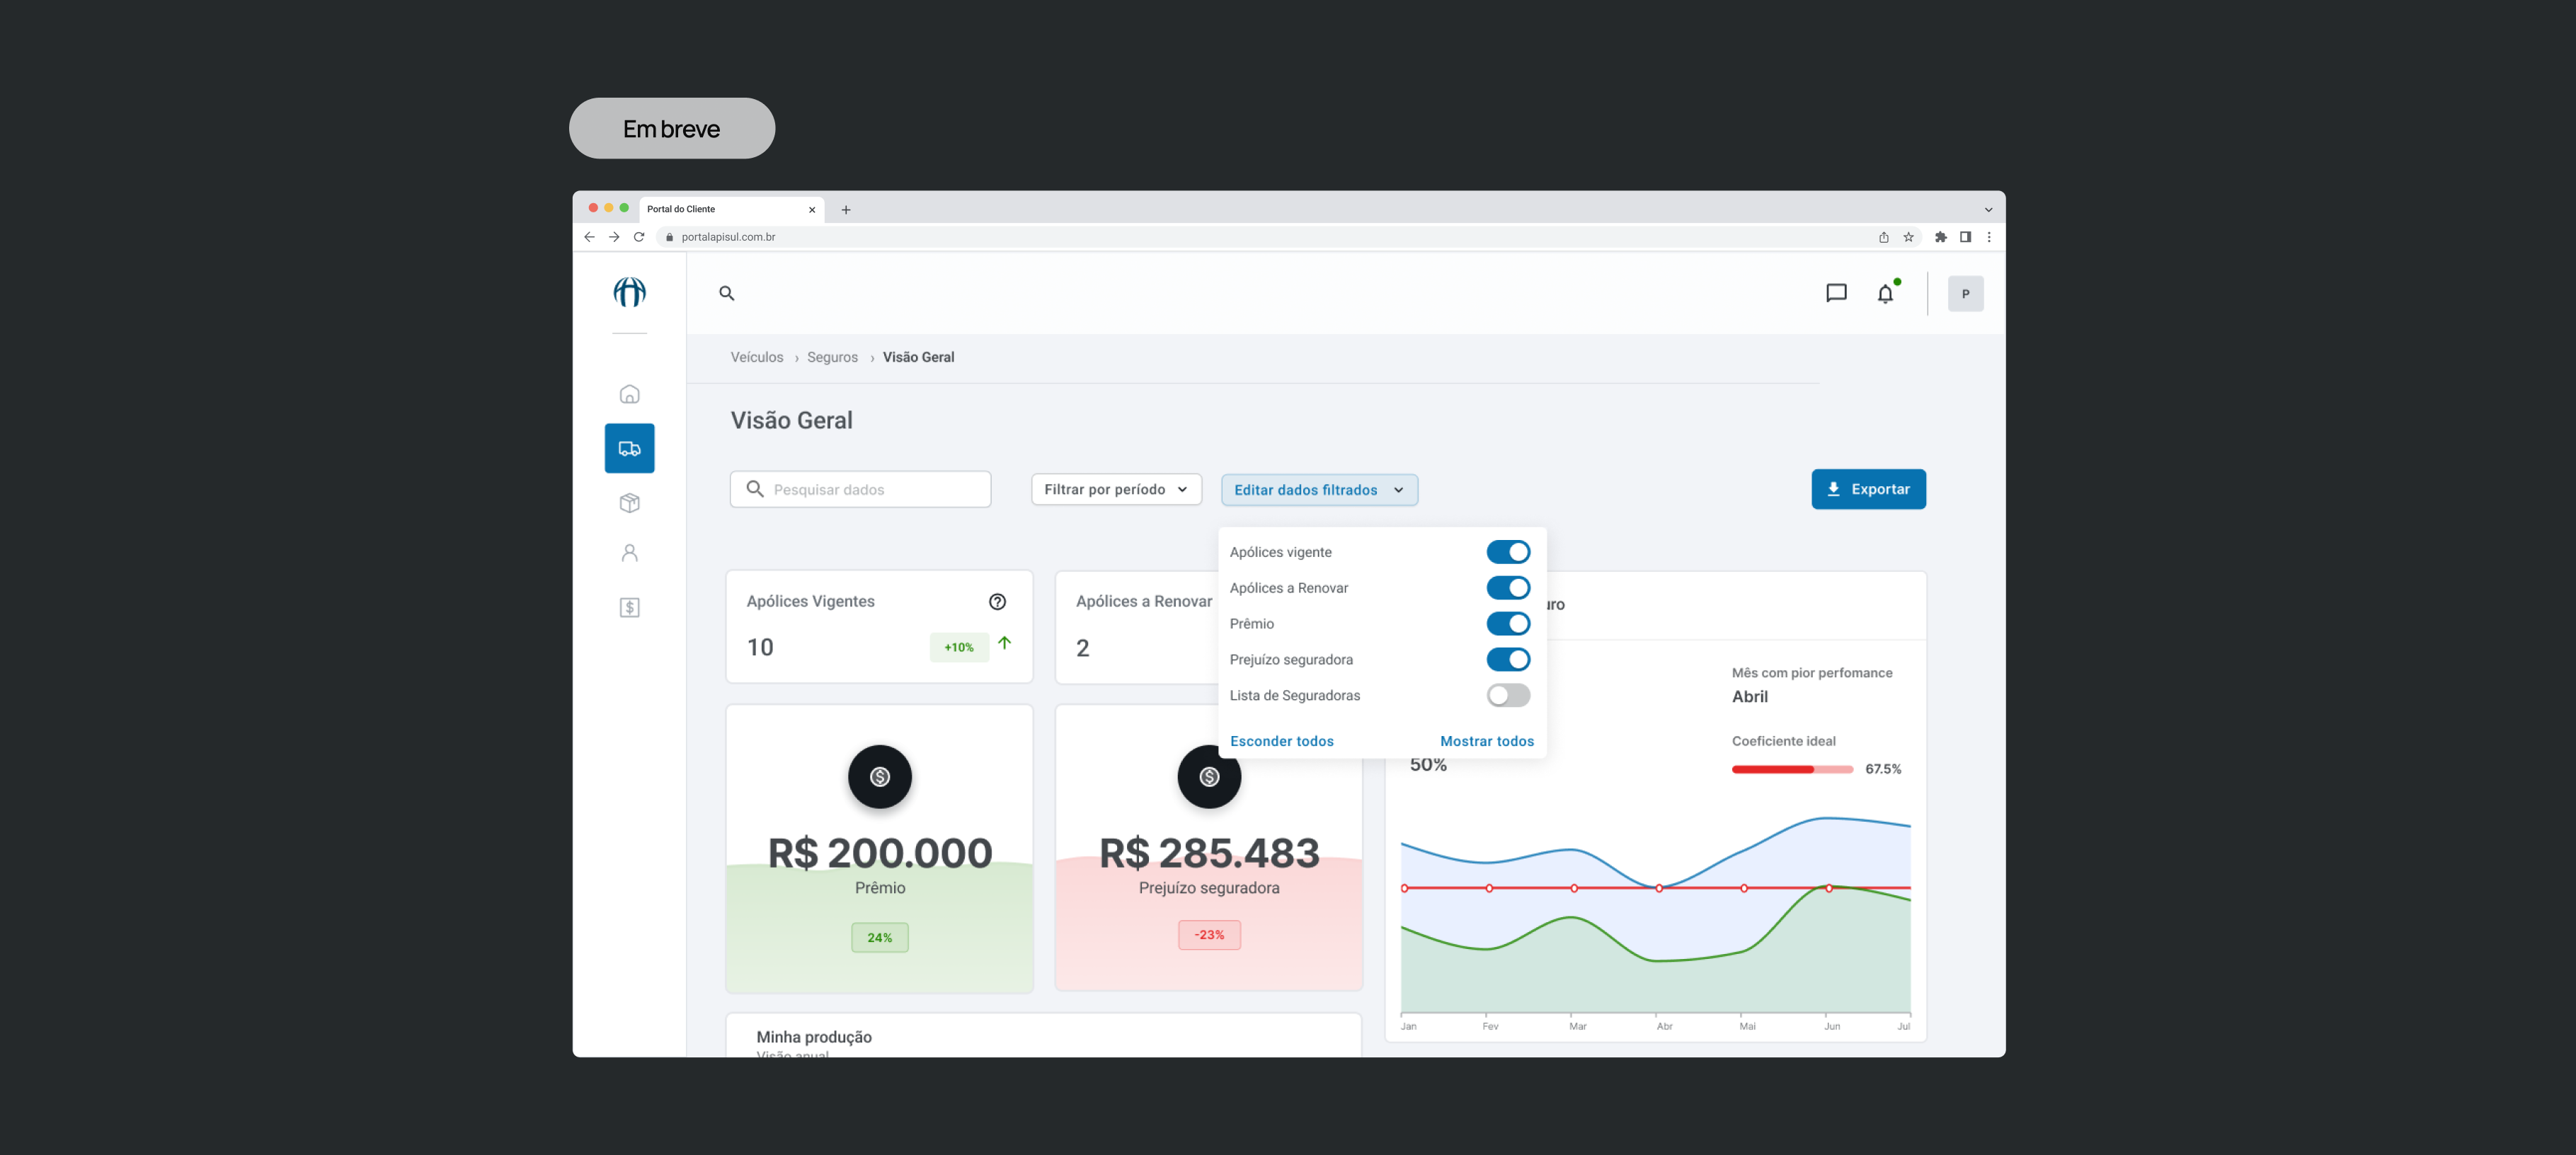 Em breve
Portal do Cliente
portalapisul.com.br
P
Veículos › Seguros › Visão Geral
Visão Geral
Pesquisar dados
Filtrar por período
Editar dados filtrados
Exportar
Apólices vigente
Apólices a Renovar
Prêmio
Prejuízo seguradora
Lista de Seguradoras
Esconder todos
Mostrar todos
Apólices Vigentes
10
+10%
Apólices a Renovar
2
uro
Mês com pior perfomance
Abril
Coeficiente ideal
67.5%
50%
R$ 200.000
Prêmio
24%
R$ 285.483
Prejuízo seguradora
-23%
Jan Fev Mar Abr Mai Jun Jul
Minha produção
Visão anual